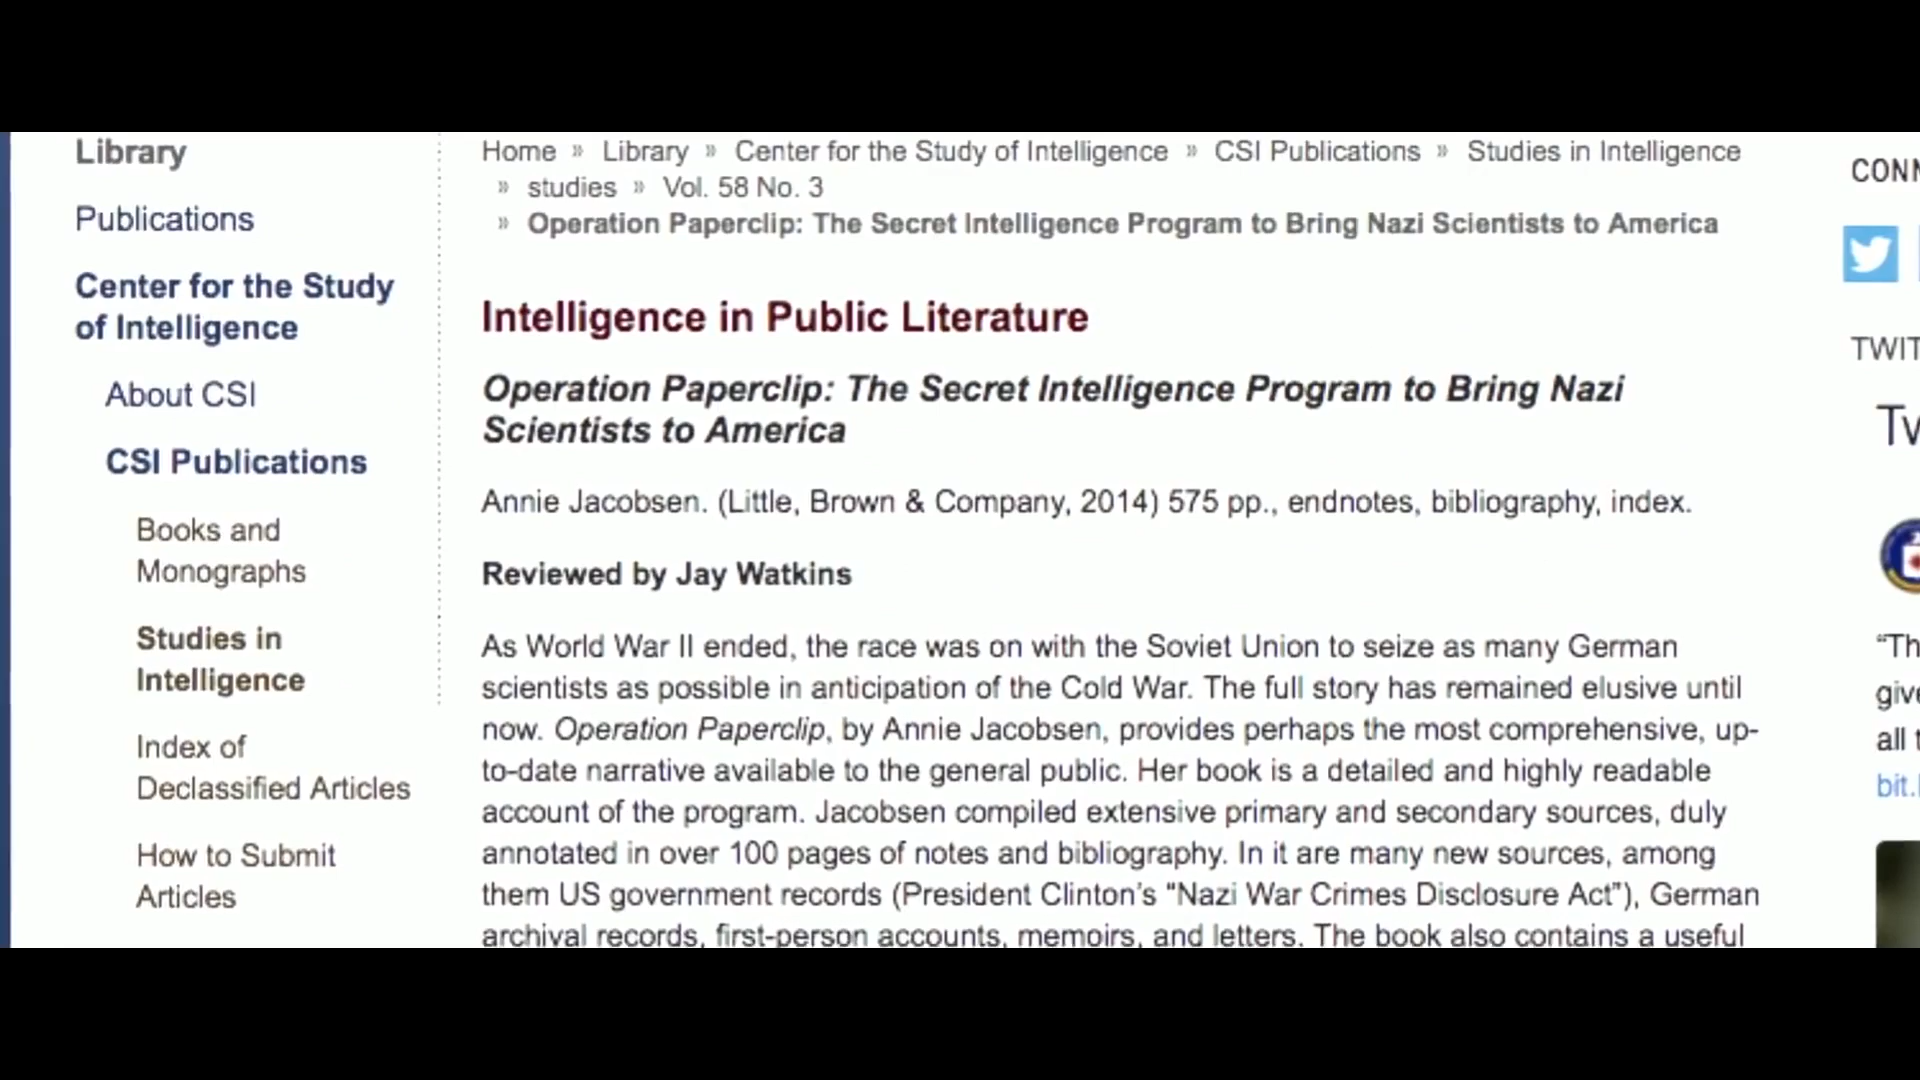 Library
Publications
Center for the Study
of Intelligence
About CSI
CSI Publications
Books and
Monographs
Studies in
Intelligence
Index of
Declassified Articles
How to Submit
Articles
Home » Library » Center for the Study of Intelligence » CSI Publications » Studies in Intelligence
» studies » Vol. 58 No. 3
» Operation Paperclip: The Secret Intelligence Program to Bring Nazi Scientists to America
Intelligence in Public Literature
Operation Paperclip: The Secret Intelligence Program to Bring Nazi
Scientists to America
Annie Jacobsen. (Little, Brown & Company, 2014) 575 pp., endnotes, bibliography, index.
Reviewed by Jay Watkins
As World War II ended, the race was on with the Soviet Union to seize as many German
scientists as possible in anticipation of the Cold War. The full story has remained elusive until
now. Operation Paperclip, by Annie Jacobsen, provides perhaps the most comprehensive, up-
to-date narrative available to the general public. Her book is a detailed and highly readable
account of the program. Jacobsen compiled extensive primary and secondary sources, duly
annotated in over 100 pages of notes and bibliography. In it are many new sources, among
them US government records (President Clinton's "Nazi War Crimes Disclosure Act"), German
archival records, first-person accounts, memoirs, and letters. The book also contains a useful
CONN
TWIT
Tw
“Th
give
all t
bit.l